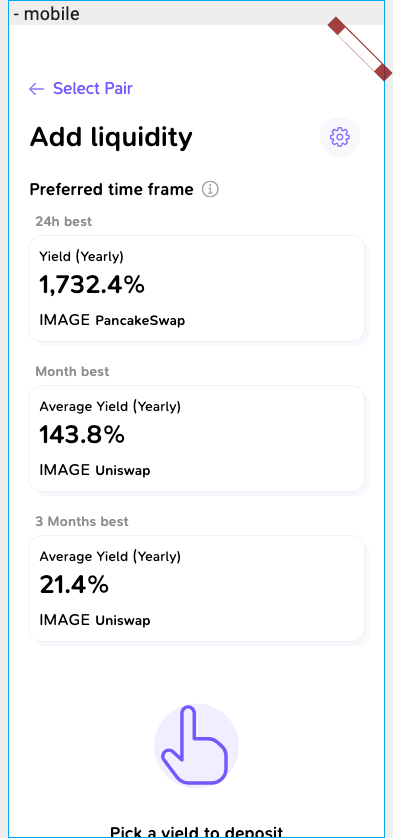 - mobile
Select Pair
Add liquidity
Preferred time frame
24h best
Yield (Yearly)
1,732.4%
IMAGE PancakeSwap
Month best
Average Yield (Yearly)
143.8%
IMAGE Uniswap
3 Months best
Average Yield (Yearly)
21.4%
IMAGE Uniswap
Pick a yield to deposit